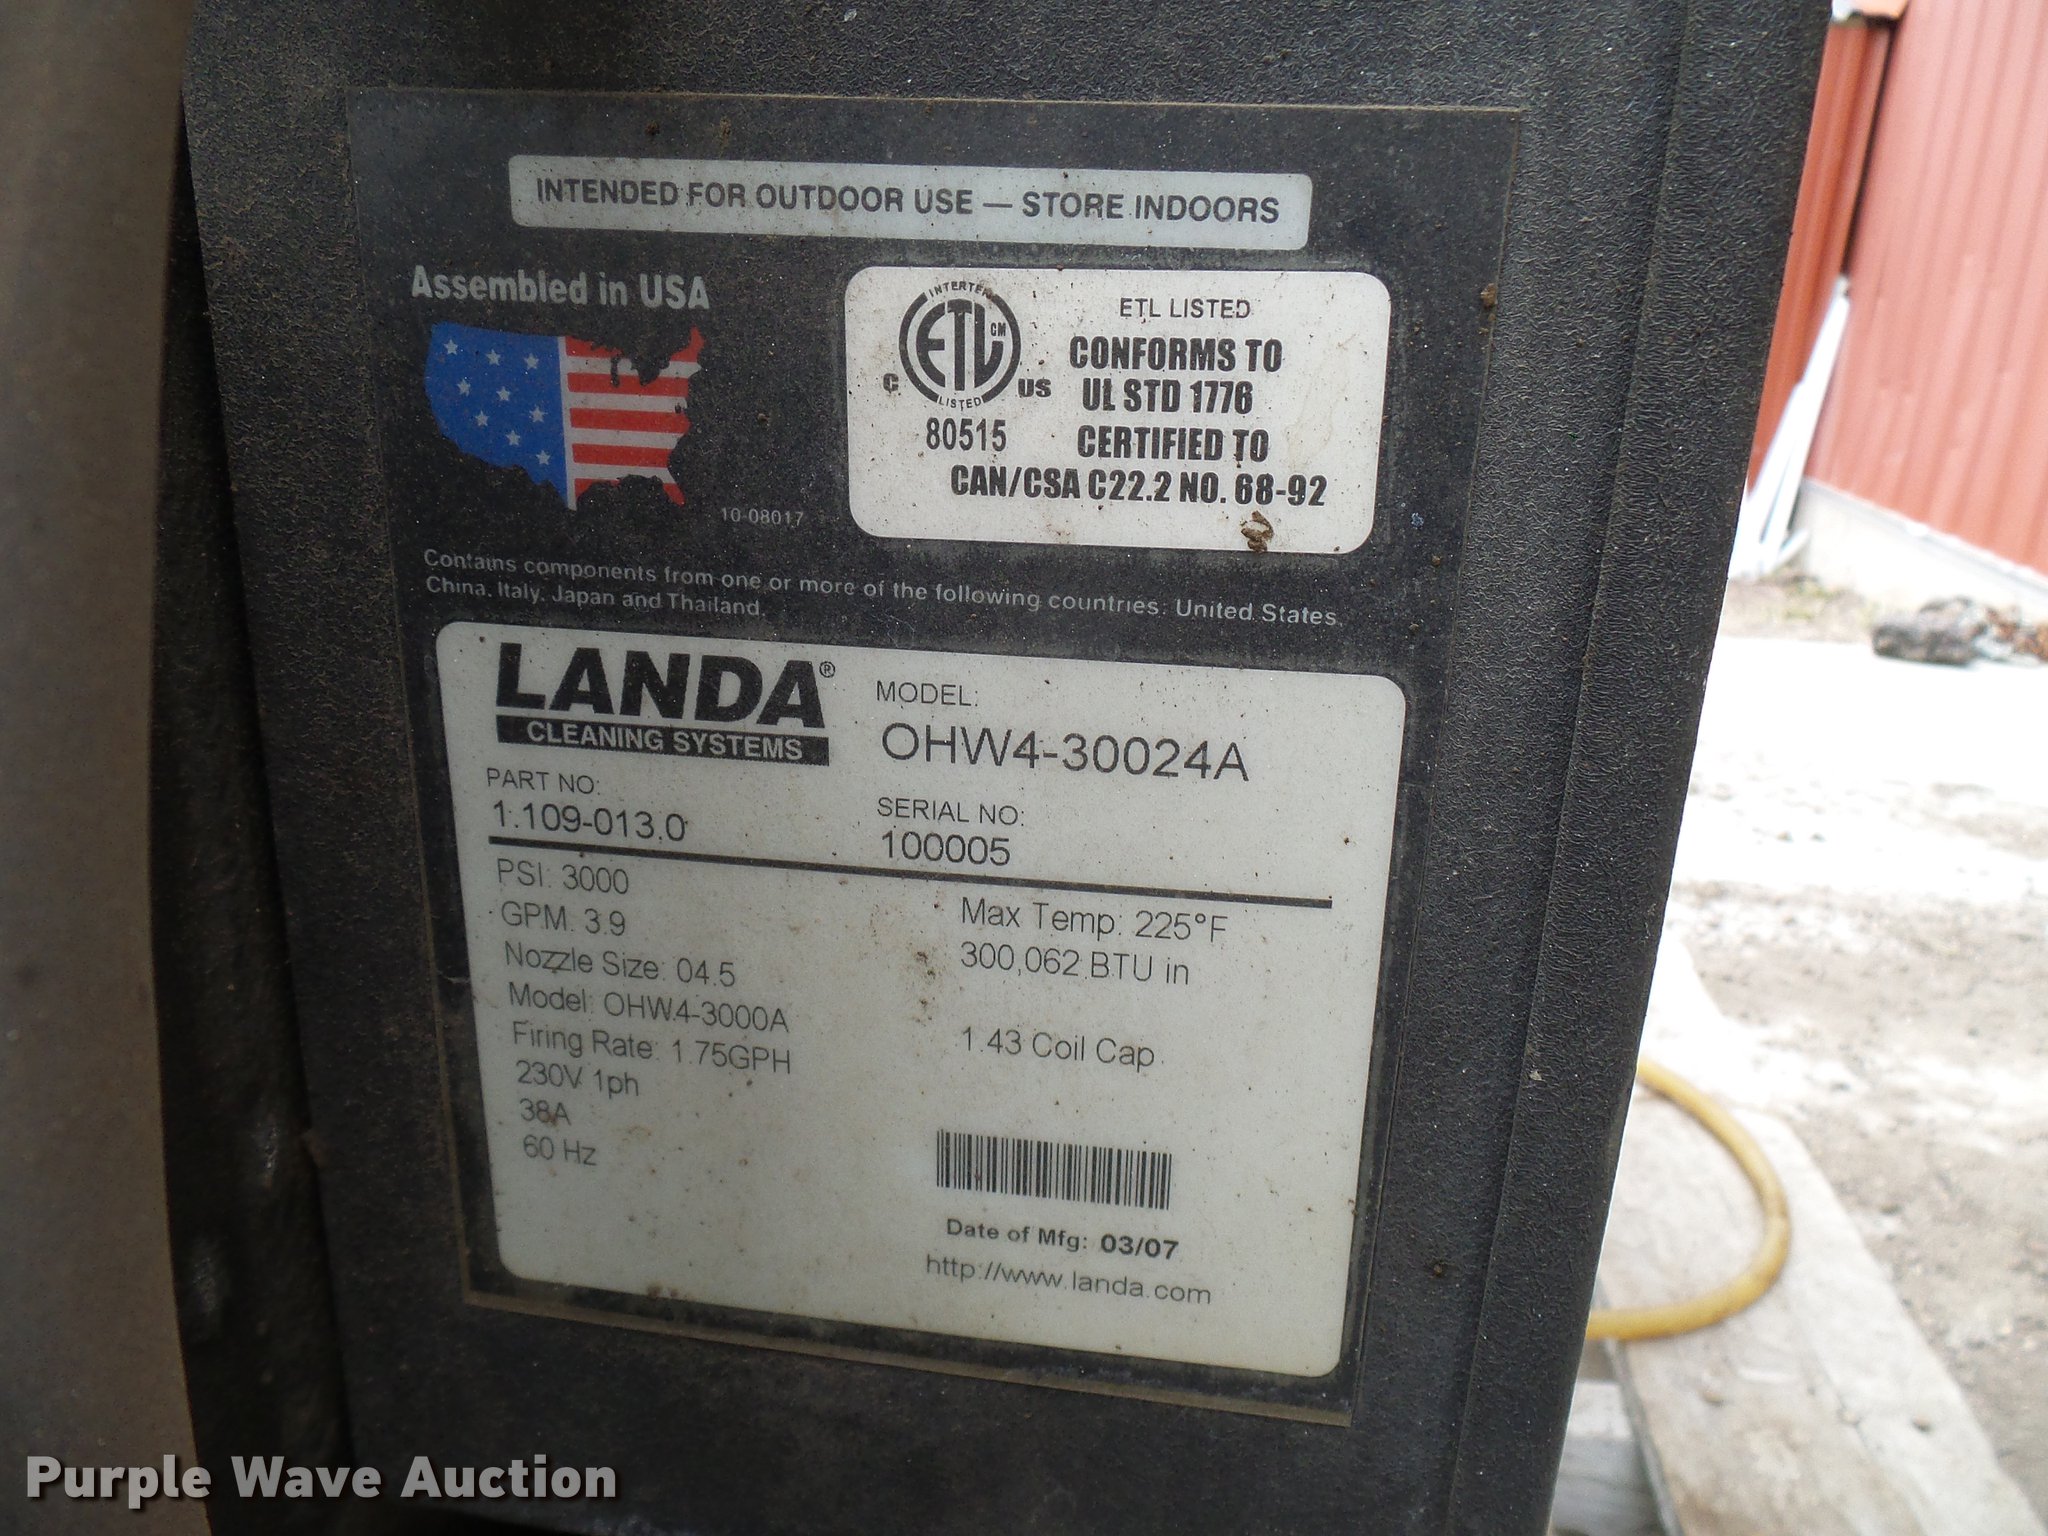 INTENDED FOR OUTDOOR USE — STORE INDOORS
Assembled in USA
10-08017
INTERTEK
ETL CM
C US
LISTED
80515
ETL LISTED
CONFORMS TO
UL STD 1776
CERTIFIED TO
CAN/CSA C22.2 NO. 68-92
Contains components from one or more of the following countries: United States,
China, Italy, Japan and Thailand.
LANDA®
CLEANING SYSTEMS
MODEL:
OHW4-30024A
PART NO:
1.109-013.0
SERIAL NO:
100005
PSI: 3000
GPM: 3.9
Nozzle Size: 04.5
Model: OHW4-3000A
Firing Rate: 1.75GPH
230V 1ph
38A
60 Hz
Max Temp: 225°F
300,062 BTU in
1.43 Coil Cap
Date of Mfg: 03/07
http://www.landa.com
Purple Wave Auction